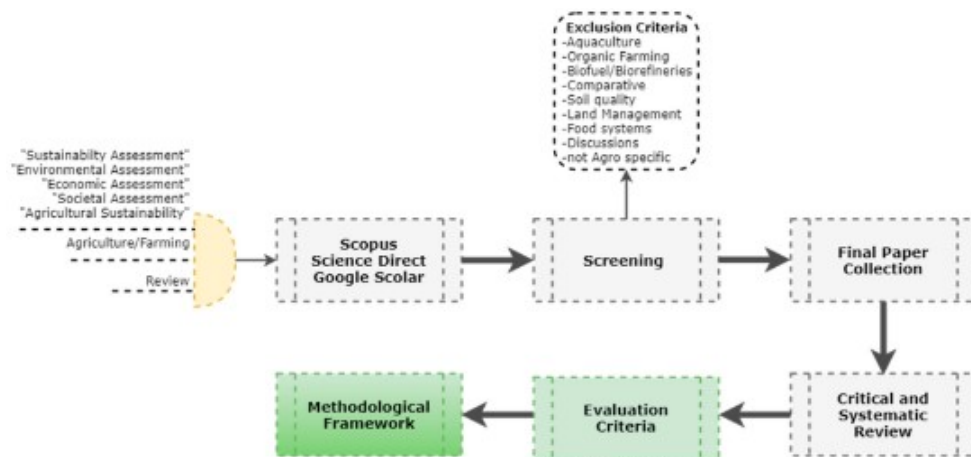 Exclusion Criteria
-Aquaculture
-Organic Farming
-Biofuel/Biorefineries
-Comparative
-Soil quality
-Land Management
-Food systems
-Discussions
-not Agro specific
"Sustainabilty Assessment"
"Environmental Assessment"
"Economic Assessment"
"Societal Assessment"
"Agricultural Sustainability"
Agriculture/Farming
Review
Scopus
Science Direct
Google Scolar
Screening
Final Paper
Collection
Methodological
Framework
Evaluation
Criteria
Critical and
Systematic
Review